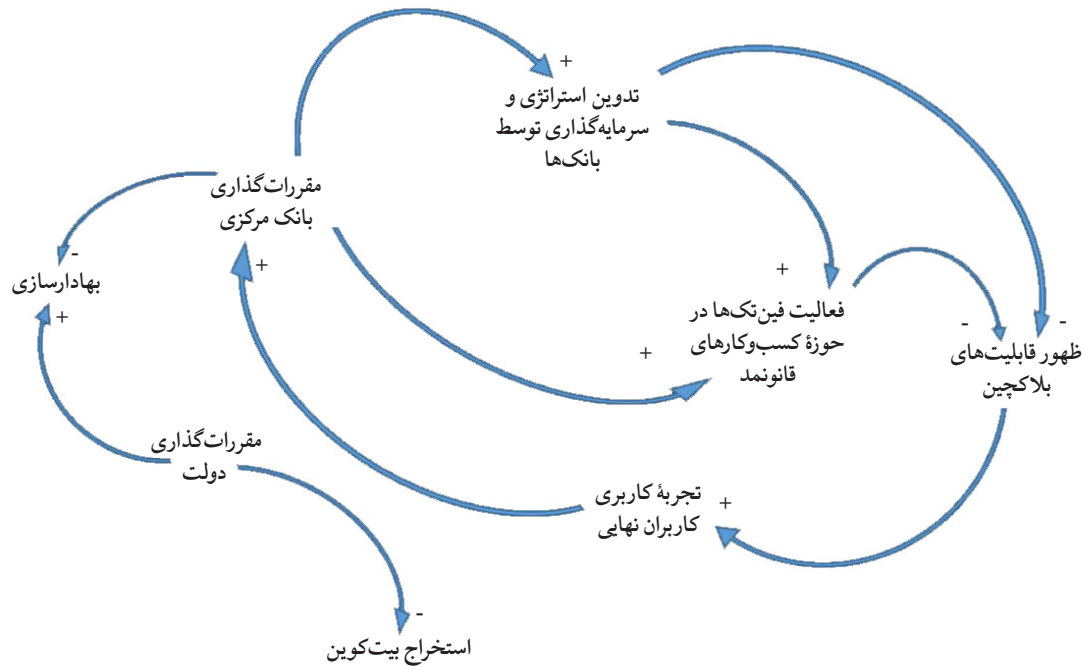 +
تدوین استراتژی و
سرمایه‌گذاری توسط
بانک‌ها
مقررات‌گذاری
بانک مرکزی
-
بهادارسازی
+
+
+
فعالیت فین‌تک‌ها در
حوزهٔ کسب‌وکارهای
قانونمد
+
-
-
ظهور قابلیت‌های
بلاکچین
مقررات‌گذاری
دولت
تجربهٔ کاربری
کاربران نهایی
+
-
استخراج بیت‌کوین